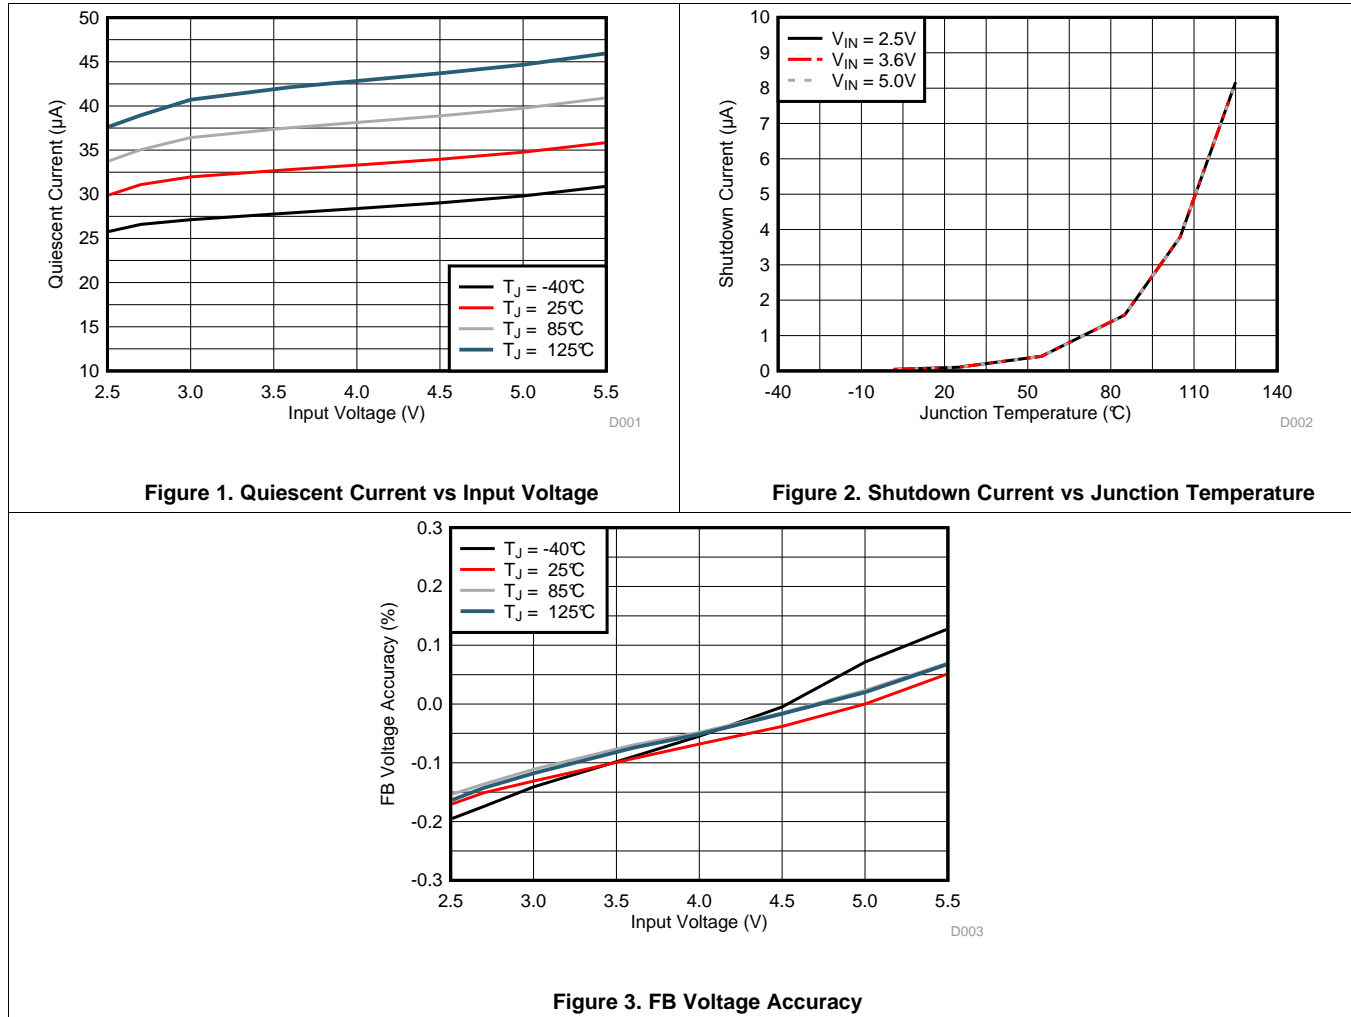 50
45
40
35
30
25
20
15
10
Quiescent Current (µA)
TJ = -40°C
TJ = 25°C
TJ = 85°C
TJ = 125°C
2.5 3.0 3.5 4.0 4.5 5.0 5.5
Input Voltage (V)
D001
Figure 1. Quiescent Current vs Input Voltage
10
9
8
7
6
5
4
3
2
1
0
Shutdown Current (µA)
VIN = 2.5V
VIN = 3.6V
VIN = 5.0V
-40 -10 20 50 80 110 140
Junction Temperature (°C)
D002
Figure 2. Shutdown Current vs Junction Temperature
0.3
0.2
0.1
0.0
-0.1
-0.2
-0.3
FB Voltage Accuracy (%)
TJ = -40°C
TJ = 25°C
TJ = 85°C
TJ = 125°C
2.5 3.0 3.5 4.0 4.5 5.0 5.5
Input Voltage (V)
D003
Figure 3. FB Voltage Accuracy